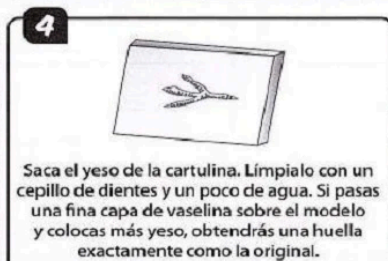 4
Saca el yeso de la cartulina. Límpialo con un
cepillo de dientes y un poco de agua. Si pasas
una fina capa de vaselina sobre el modelo
y colocas más yeso, obtendrás una huella
exactamente como la original.